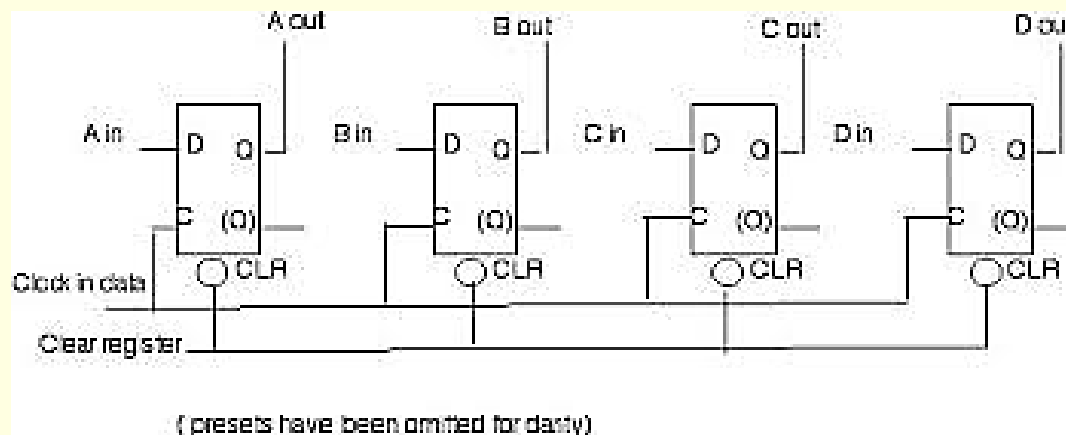 A out B out C out D ou
A in D Q B in D Q C in D Q D in D Q
C (Q) C (Q) C (Q) C (Q)
CLR CLR CLR CLR
Clock in data
Clear register
( presets have been omitted for clarity)